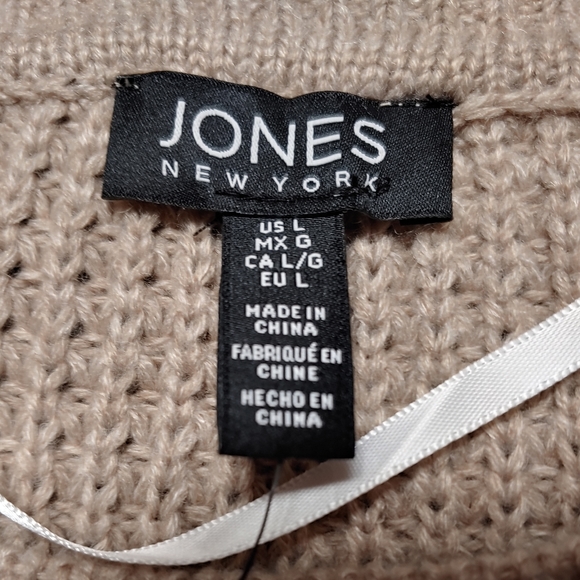 JONES
NEW YORK
US L
MX G
CA L/G
EU L
MADE IN
CHINA
FABRIQUÉ EN
CHINE
HECHO EN
CHINA